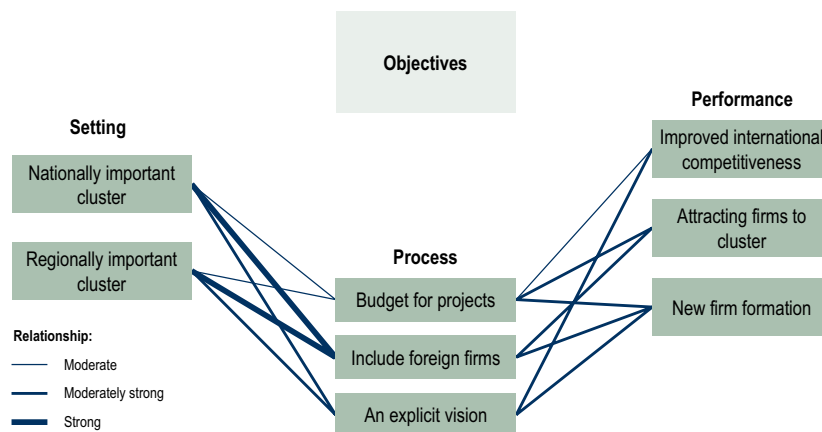 Objectives
Setting
Performance
Nationally important
cluster
Improved international
competitiveness
Regionally important
cluster
Attracting firms to
cluster
Process
Budget for projects
New firm formation
Relationship:
Moderate
Include foreign firms
Moderately strong
An explicit vision
Strong